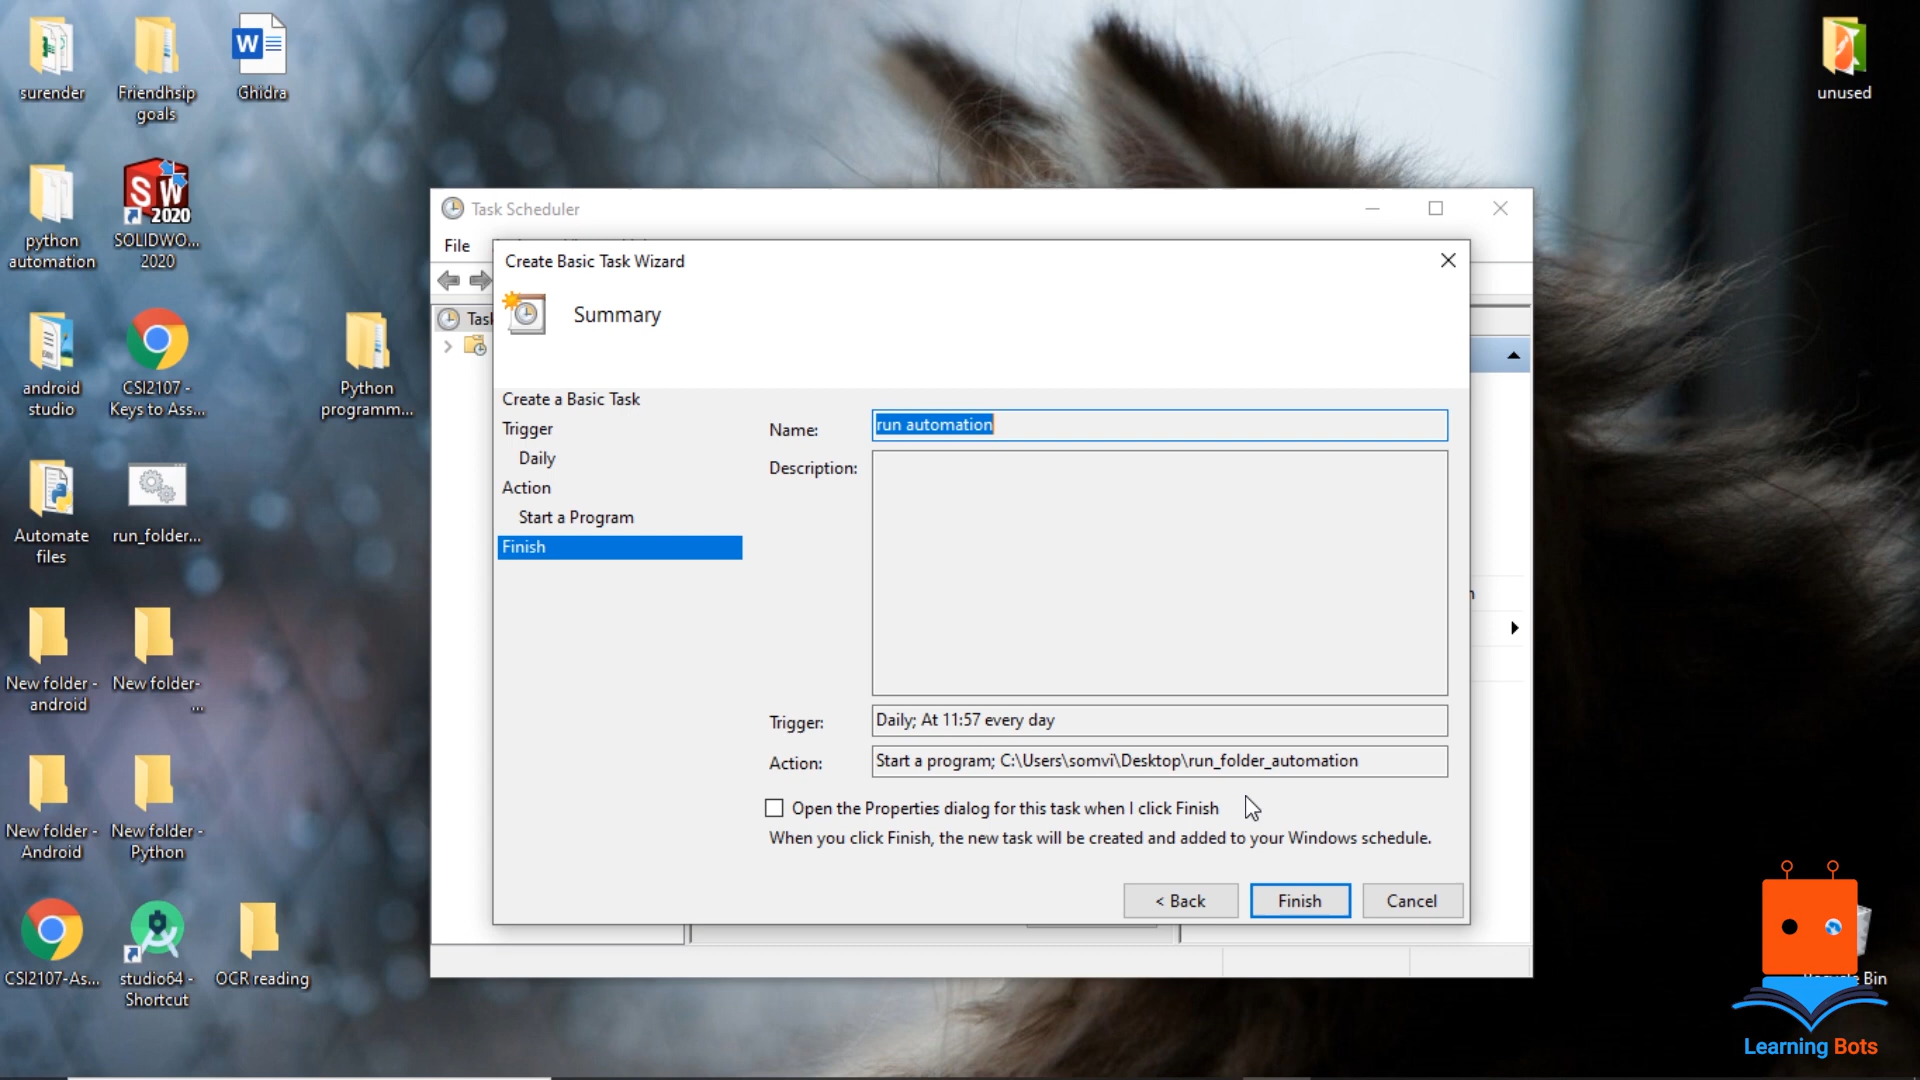 surender
Friendhsip
goals
Ghidra
unused
python
automation
SOLIDWO...
2020
SW
2020
W
android
studio
CSI2107 -
Keys to Ass...
Python
programm...
Automate
files
run_folder...
New folder -
android
New folder-
...
New folder -
Android
New folder -
Python
CSI2107-As...
studio64 -
Shortcut
OCR reading
Task Scheduler
File
Create Basic Task Wizard
Summary
Create a Basic Task
Trigger
Daily
Action
Start a Program
Finish
Name:
run automation
Description:
Trigger:
Daily; At 11:57 every day
Action:
Start a program; C:\Users\somvi\Desktop\run_folder_automation
Open the Properties dialog for this task when I click Finish
When you click Finish, the new task will be created and added to your Windows schedule.
< Back
Finish
Cancel
Bin
Learning Bots